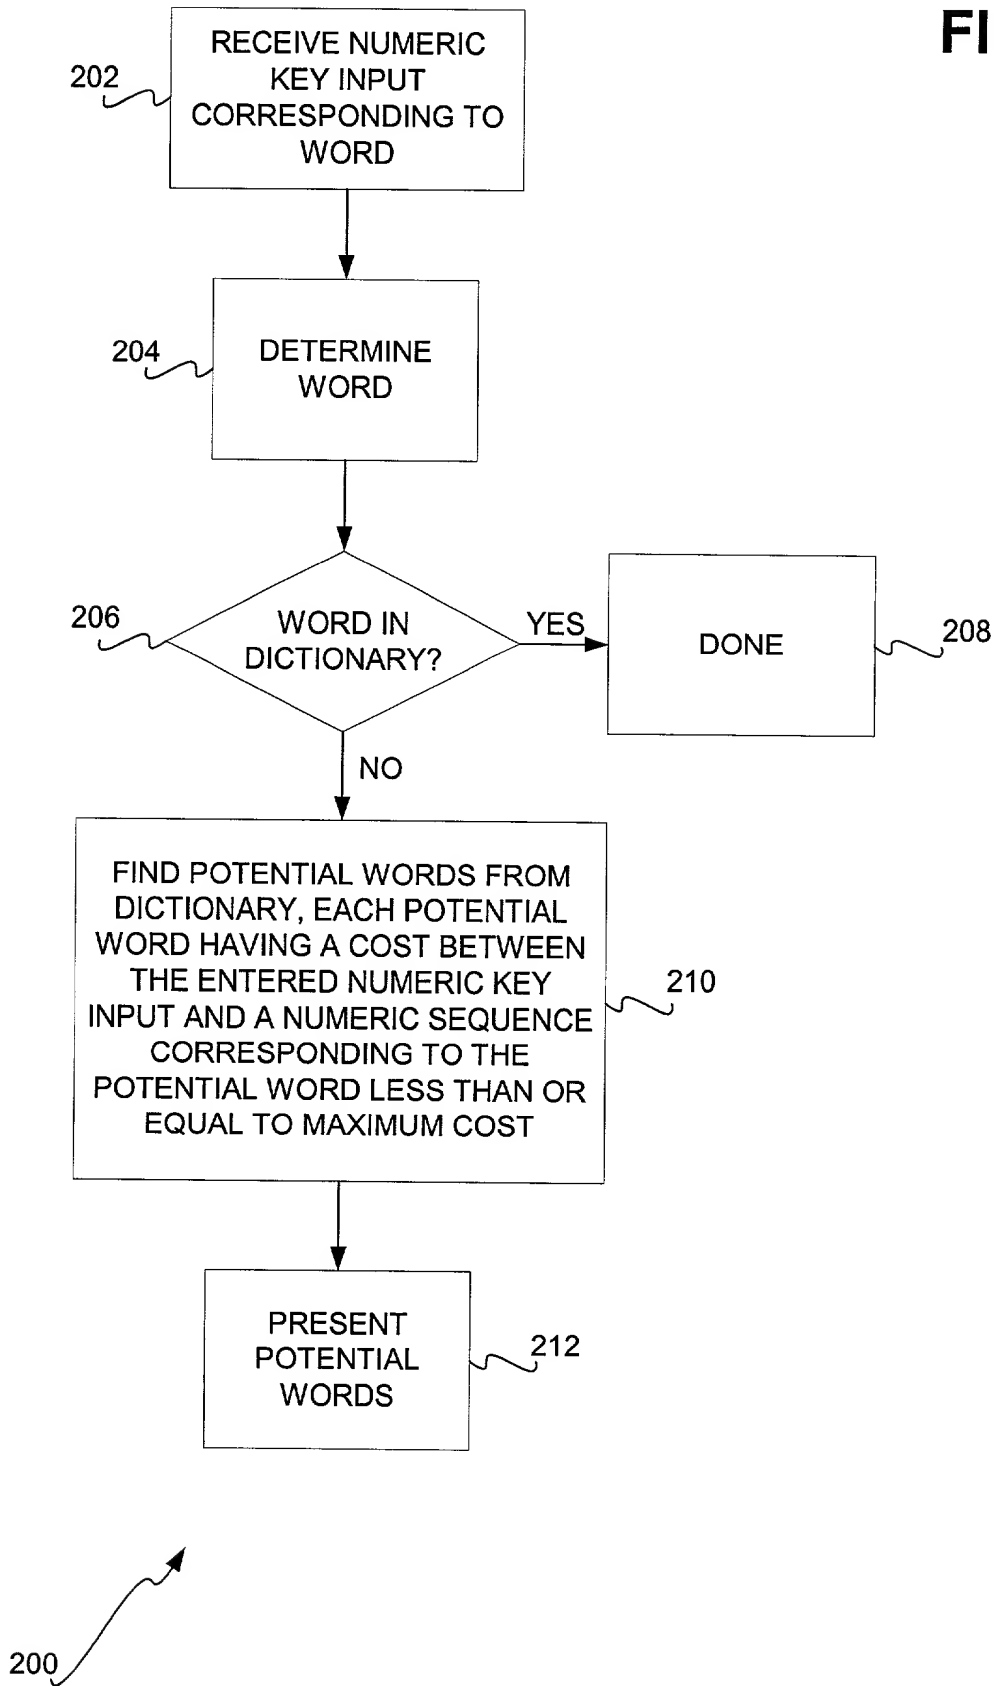 FI
RECEIVE NUMERIC
KEY INPUT
CORRESPONDING TO
WORD
202
DETERMINE
WORD
204
WORD IN
DICTIONARY?
206
YES
DONE
208
NO
FIND POTENTIAL WORDS FROM
DICTIONARY, EACH POTENTIAL
WORD HAVING A COST BETWEEN
THE ENTERED NUMERIC KEY
INPUT AND A NUMERIC SEQUENCE
CORRESPONDING TO THE
POTENTIAL WORD LESS THAN OR
EQUAL TO MAXIMUM COST
210
PRESENT
POTENTIAL
WORDS
212
200